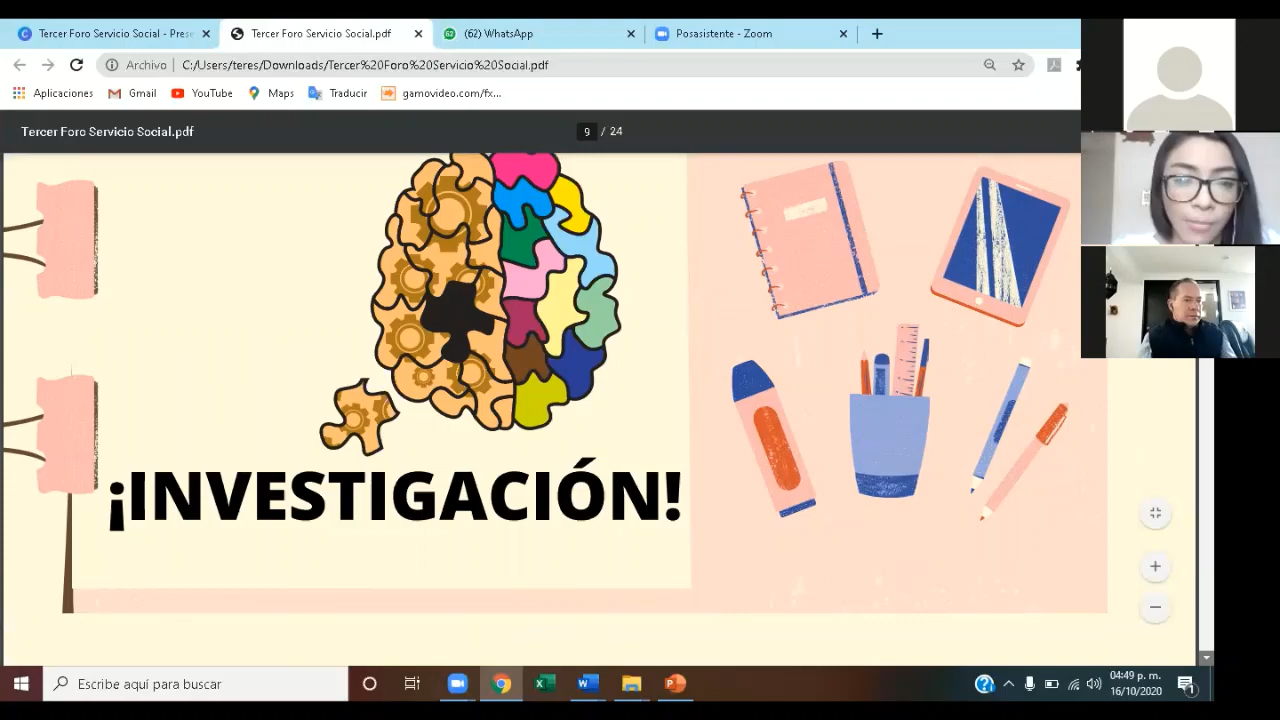 Tercer Foro Servicio Social - Prese
Tercer Foro Servicio Social.pdf
(62) WhatsApp
Posasistente - Zoom
Archivo
C:/Users/teres/Downloads/Tercer%20Foro%20Servicio%20Social.pdf
Aplicaciones
Gmail
YouTube
Maps
Traducir
gamovideo.com/fx...
Tercer Foro Servicio Social.pdf
9 / 24
¡INVESTIGACIÓN!
Escribe aquí para buscar
04:49 p. m.
16/10/2020